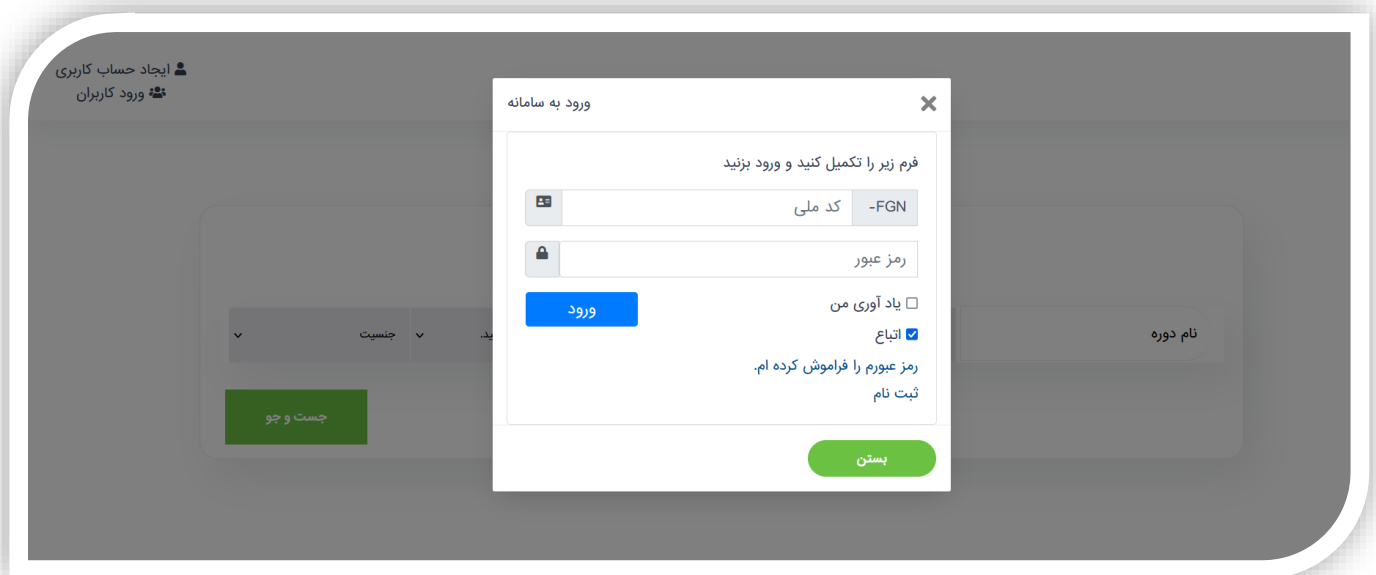 ایجاد حساب کاربری
ورود کاربران
ورود به سامانه
فرم زیر را تکمیل کنید و ورود بزنید
FGN-
کد ملی
رمز عبور
یاد آوری من
ورود
اتباع
رمز عبورم را فراموش کرده ام.
ثبت نام
بستن
نام دوره
جنسیت
جست و جو